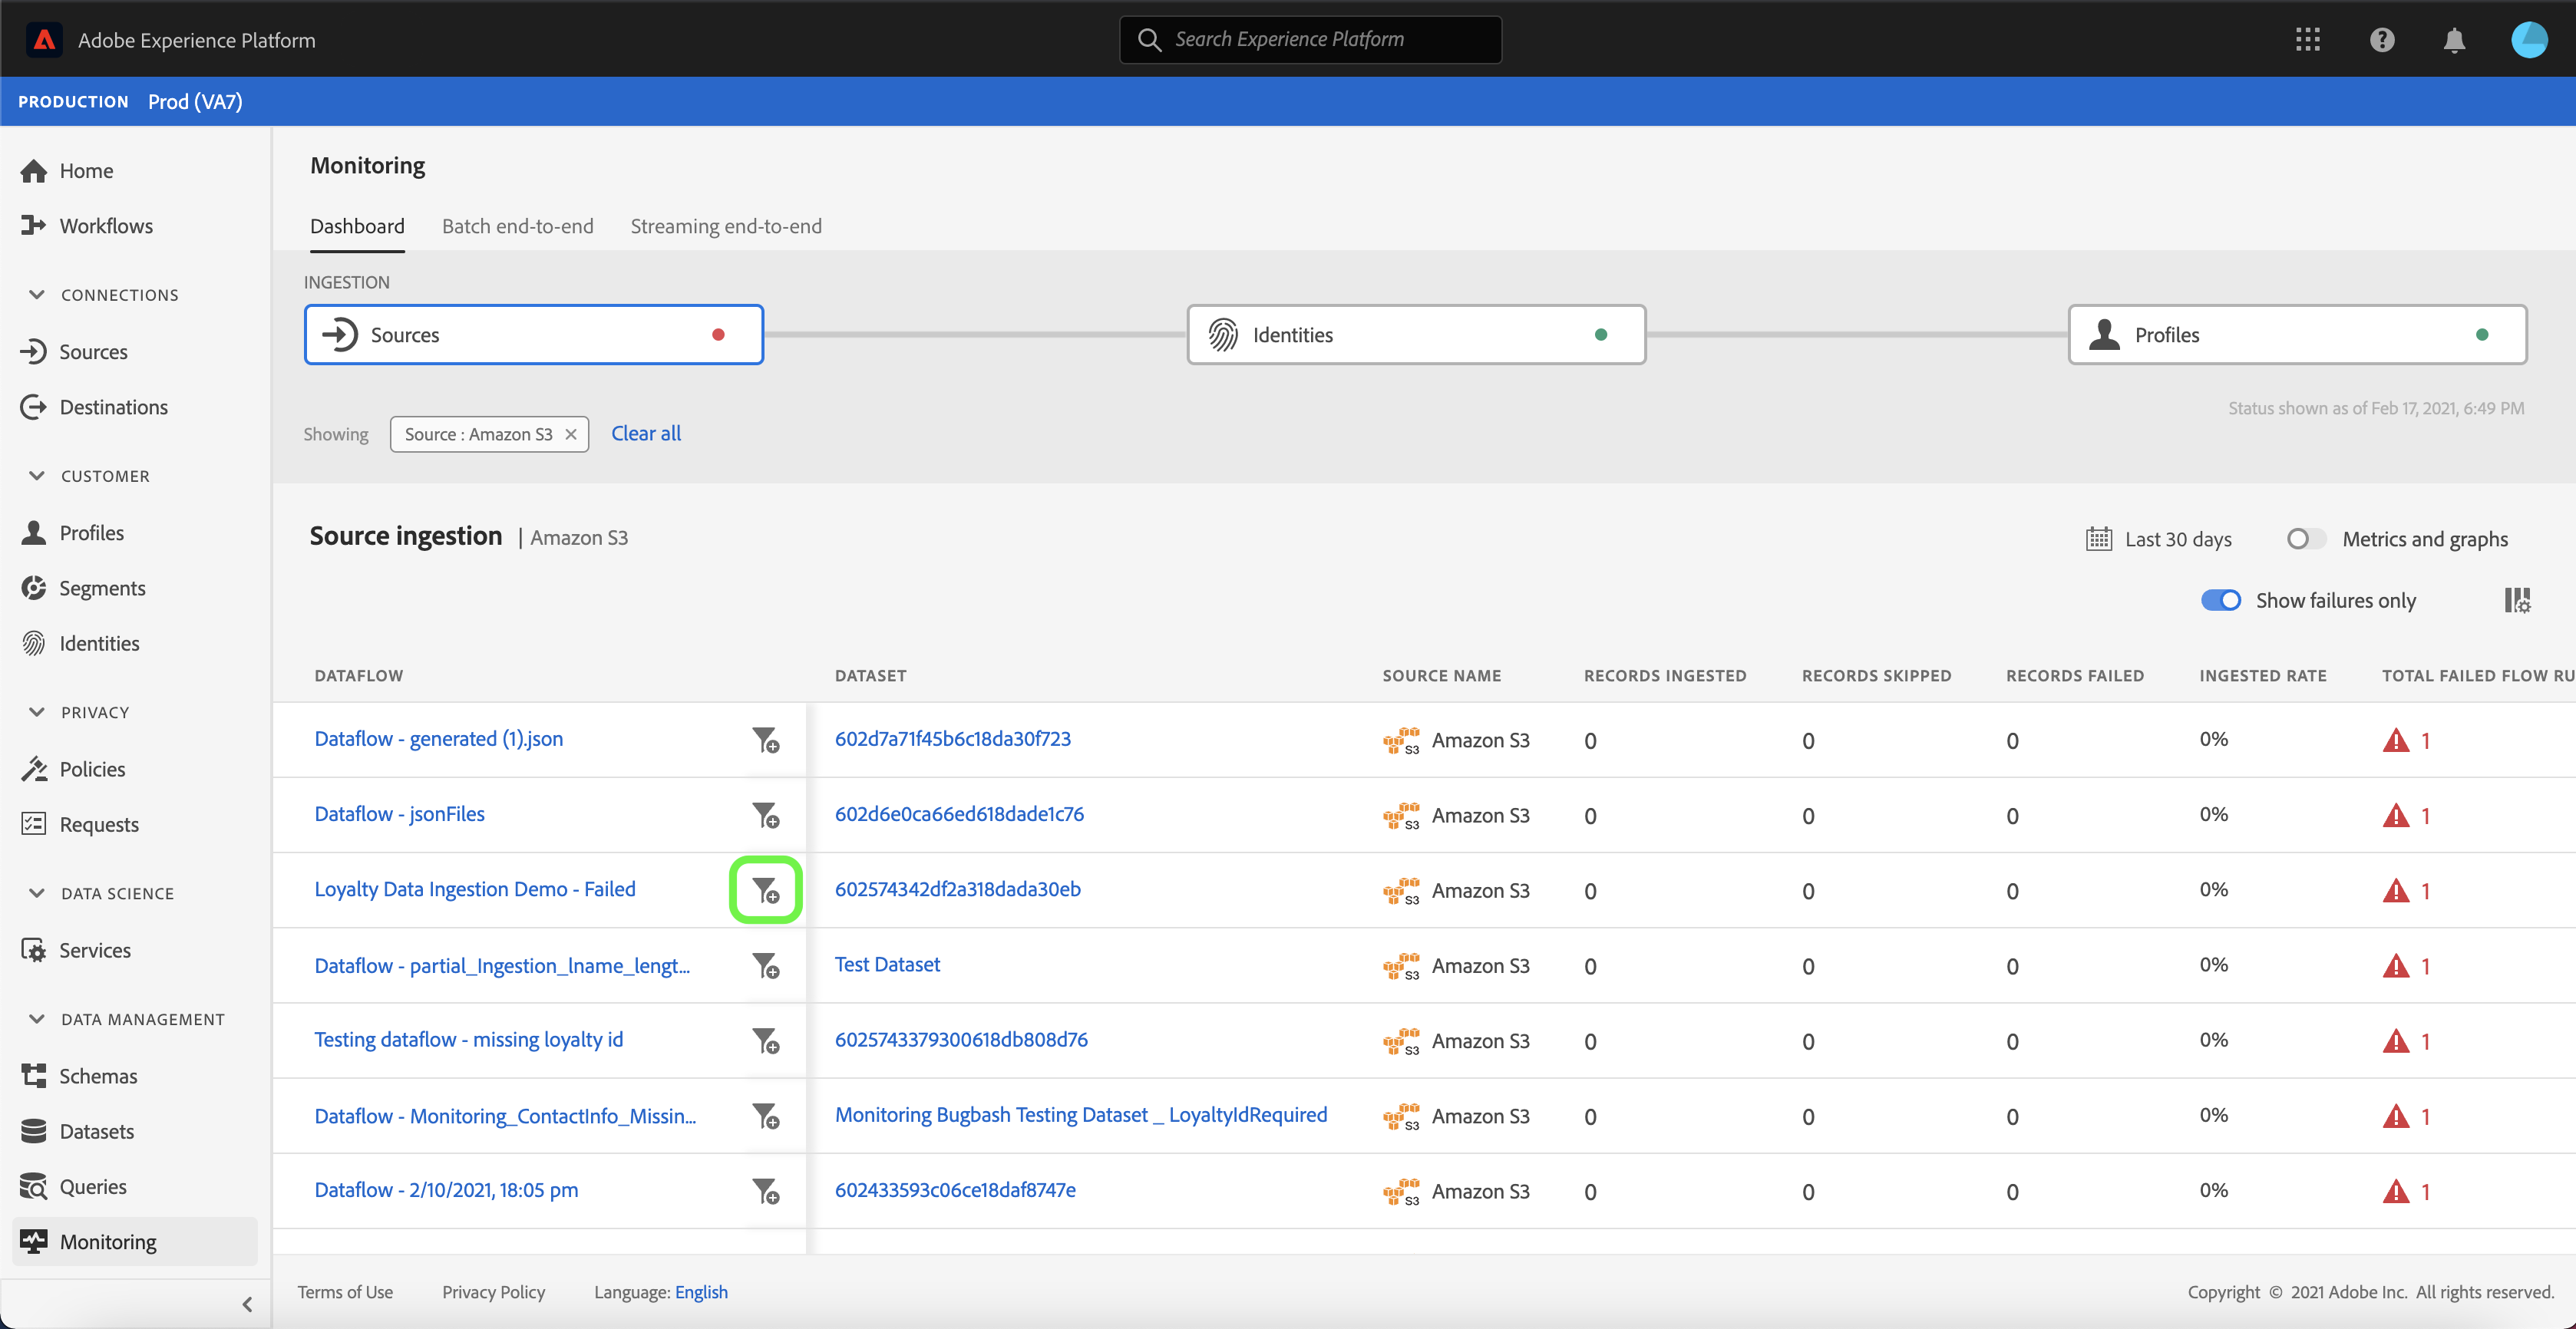 Adobe Experience Platform
Search Experience Platform
PRODUCTION Prod (VA7)
Home
Workflows
CONNECTIONS
Sources
Destinations
CUSTOMER
Profiles
Segments
Identities
PRIVACY
Policies
Requests
DATA SCIENCE
Services
DATA MANAGEMENT
Schemas
Datasets
Queries
Monitoring
Monitoring
Dashboard Batch end-to-end Streaming end-to-end
INGESTION
Sources Identities Profiles
Status shown as of Feb 17, 2021, 6:49 PM
Showing Source : Amazon S3 Clear all
Source ingestion | Amazon S3
Last 30 days Metrics and graphs
Show failures only
DATAFLOW DATASET SOURCE NAME RECORDS INGESTED RECORDS SKIPPED RECORDS FAILED INGESTED RATE TOTAL FAILED FLOW RU
Dataflow - generated (1).json 602d7a71f45b6c18da30f723 S3 Amazon S3 0 0 0 0% 1
Dataflow - jsonFiles 602d6e0ca66ed618dade1c76 S3 Amazon S3 0 0 0 0% 1
Loyalty Data Ingestion Demo - Failed 602574342df2a318dada30eb S3 Amazon S3 0 0 0 0% 1
Dataflow - partial_Ingestion_lname_lengt... Test Dataset S3 Amazon S3 0 0 0 0% 1
Testing dataflow - missing loyalty id 6025743379300618db808d76 S3 Amazon S3 0 0 0 0% 1
Dataflow - Monitoring_ContactInfo_Missin... Monitoring Bugbash Testing Dataset _ LoyaltyIdRequired S3 Amazon S3 0 0 0 0% 1
Dataflow - 2/10/2021, 18:05 pm 602433593c06ce18daf8747e S3 Amazon S3 0 0 0 0% 1
Terms of Use Privacy Policy Language: English Copyright © 2021 Adobe Inc. All rights reserved.